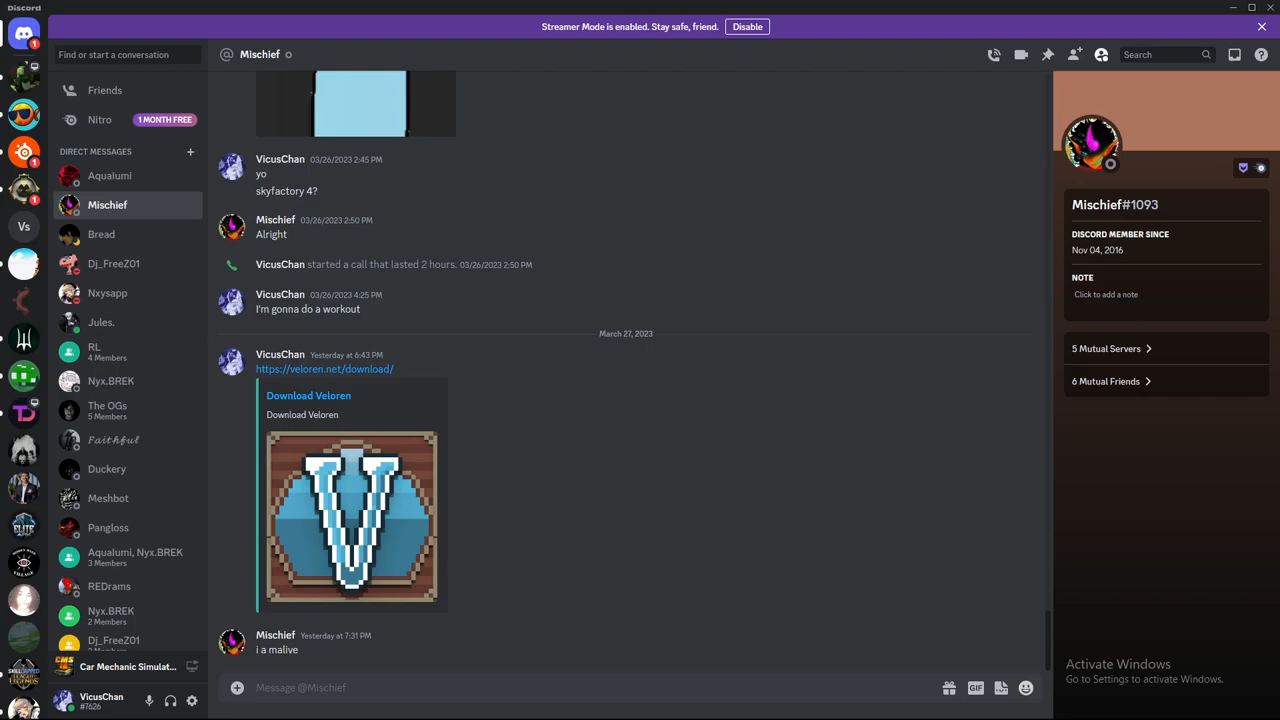 Discord
Streamer Mode is enabled. Stay safe, friend.
Disable
Find or start a conversation
Mischief
Search
Friends
Nitro
1 MONTH FREE
DIRECT MESSAGES
Aqualumi
Mischief
Bread
Dj_FreeZ01
Nxysapp
Jules.
RL
4 Members
Nyx.BREK
The OGs
5 Members
𝓕𝓪𝓲𝓽𝓱𝓯𝓾𝓵
Duckery
Meshbot
Pangloss
Aqualumi, Nyx.BREK
3 Members
REDrams
Nyx.BREK
2 Members
Dj_FreeZ01
Car Mechanic Simulat...
VicusChan
#7626
1
1
1
Vs
VicusChan 03/26/2023 2:45 PM
yo
skyfactory 4?
Mischief 03/26/2023 2:50 PM
Alright
VicusChan started a call that lasted 2 hours. 03/26/2023 2:50 PM
VicusChan 03/26/2023 4:25 PM
I'm gonna do a workout
March 27, 2023
VicusChan Yesterday at 6:43 PM
https://veloren.net/download/
Download Veloren
Download Veloren
V
Mischief Yesterday at 7:31 PM
i a malive
Message @Mischief
GIF
Mischief#1093
DISCORD MEMBER SINCE
Nov 04, 2016
NOTE
Click to add a note
5 Mutual Servers
6 Mutual Friends
Activate Windows
Go to Settings to activate Windows.